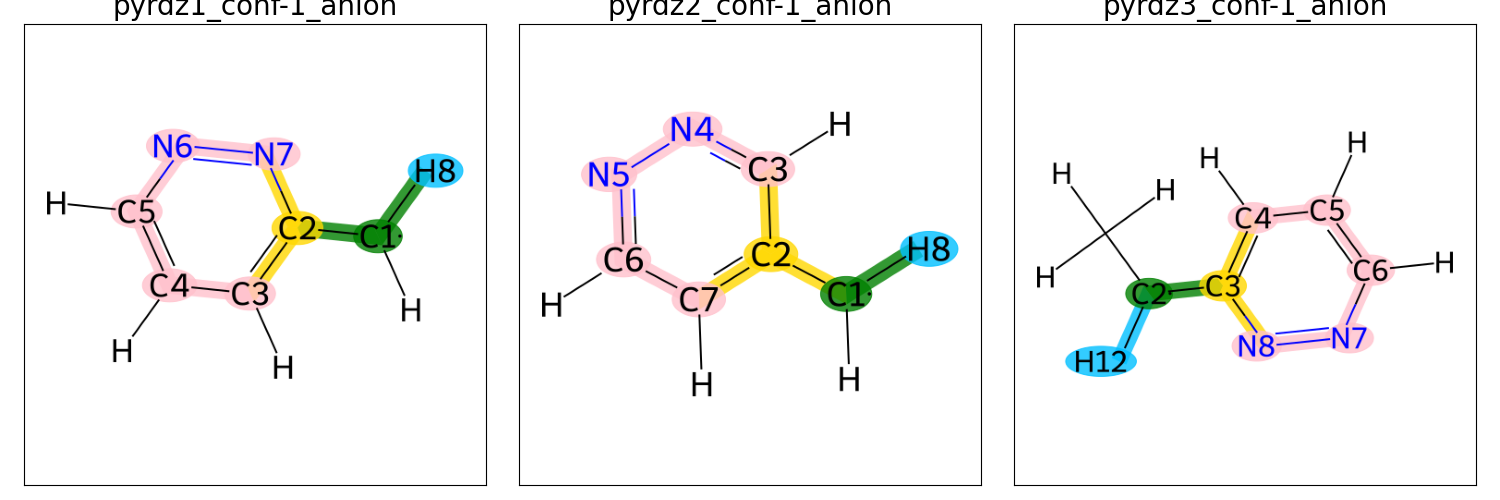 pyrdz1_conf-1_anion
N6 N7 H8
H C5 C2 C1·
C4 C3 H
H H
pyrdz2_conf-1_anion
N4 H
N5 C3
C6 C2 H8
H C7 C1·
H H
pyrdz3_conf-1_anion
H H H H
C4 C5
H C2· C3 C6 H
H12 N8 N7